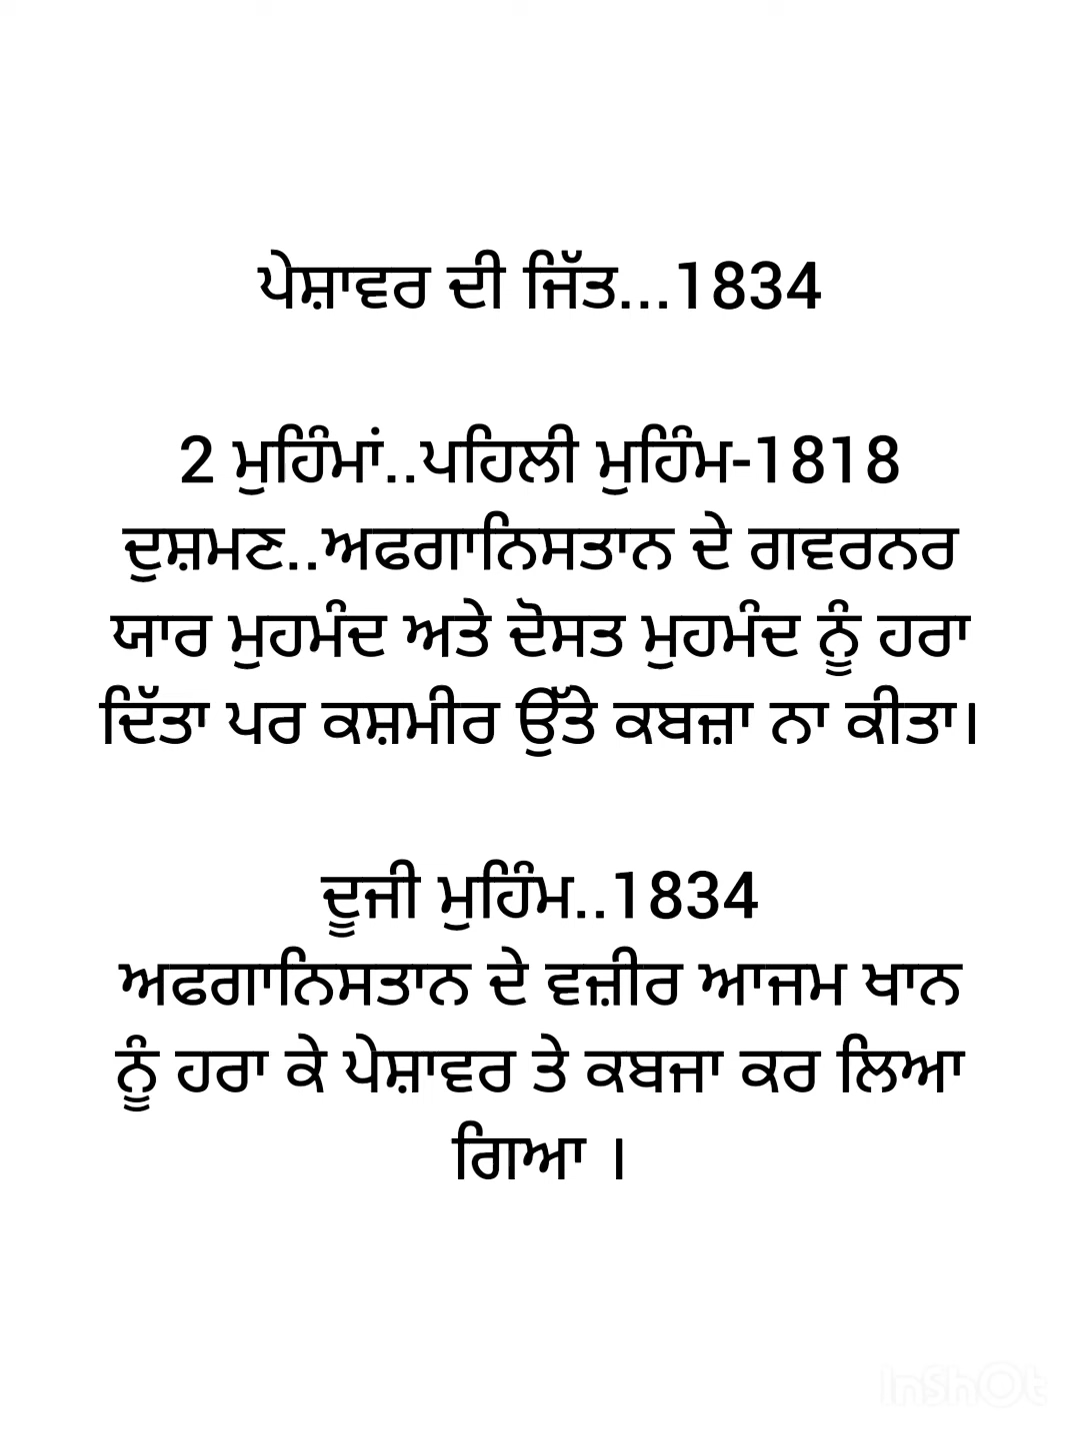 ਪੇਸ਼ਾਵਰ ਦੀ ਜਿੱਤ...1834
2 ਮੁਹਿੰਮਾਂ..ਪਹਿਲੀ ਮੁਹਿੰਮ-1818
ਦੁਸ਼ਮਣ..ਅਫਗਾਨਿਸਤਾਨ ਦੇ ਗਵਰਨਰ
ਯਾਰ ਮੁਹਮੰਦ ਅਤੇ ਦੋਸਤ ਮੁਹਮੰਦ ਨੂੰ ਹਰਾ
ਦਿੱਤਾ ਪਰ ਕਸ਼ਮੀਰ ਉੱਤੇ ਕਬਜ਼ਾ ਨਾ ਕੀਤਾ।
ਦੂਜੀ ਮੁਹਿੰਮ..1834
ਅਫਗਾਨਿਸਤਾਨ ਦੇ ਵਜ਼ੀਰ ਆਜਮ ਖਾਨ
ਨੂੰ ਹਰਾ ਕੇ ਪੇਸ਼ਾਵਰ ਤੇ ਕਬਜਾ ਕਰ ਲਿਆ
ਗਿਆ ।
InShOt